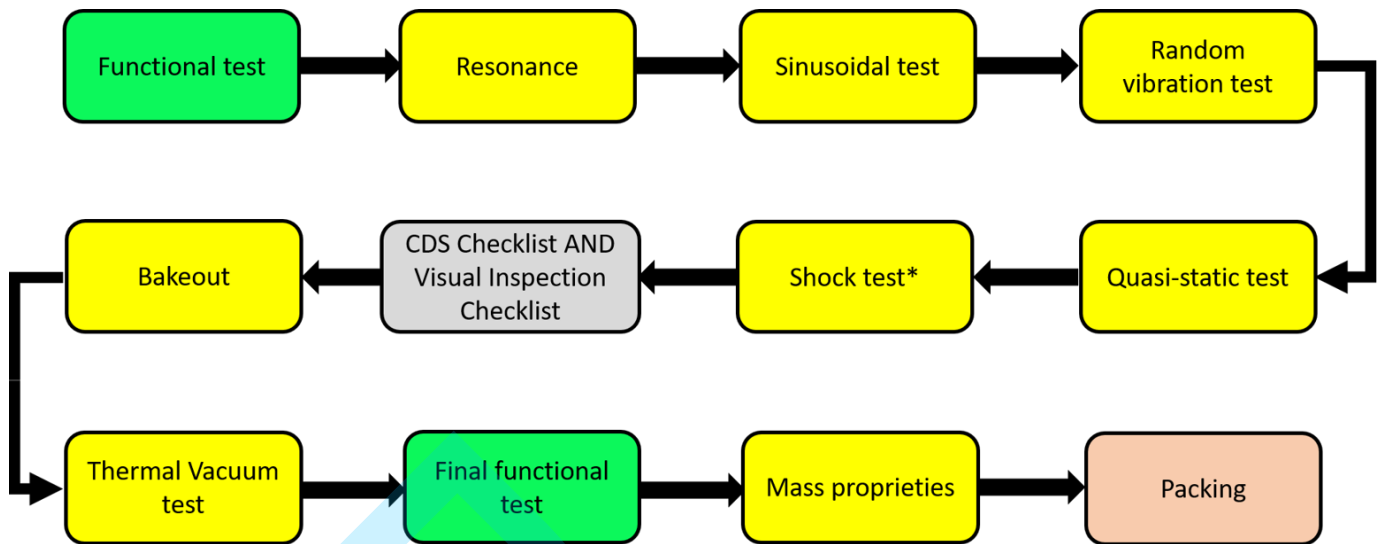 Functional test
Resonance
Sinusoidal test
Random
vibration test
Bakeout
CDS Checklist AND
Visual Inspection
Checklist
Shock test*
Quasi-static test
Thermal Vacuum
test
Final functional
test
Mass proprieties
Packing